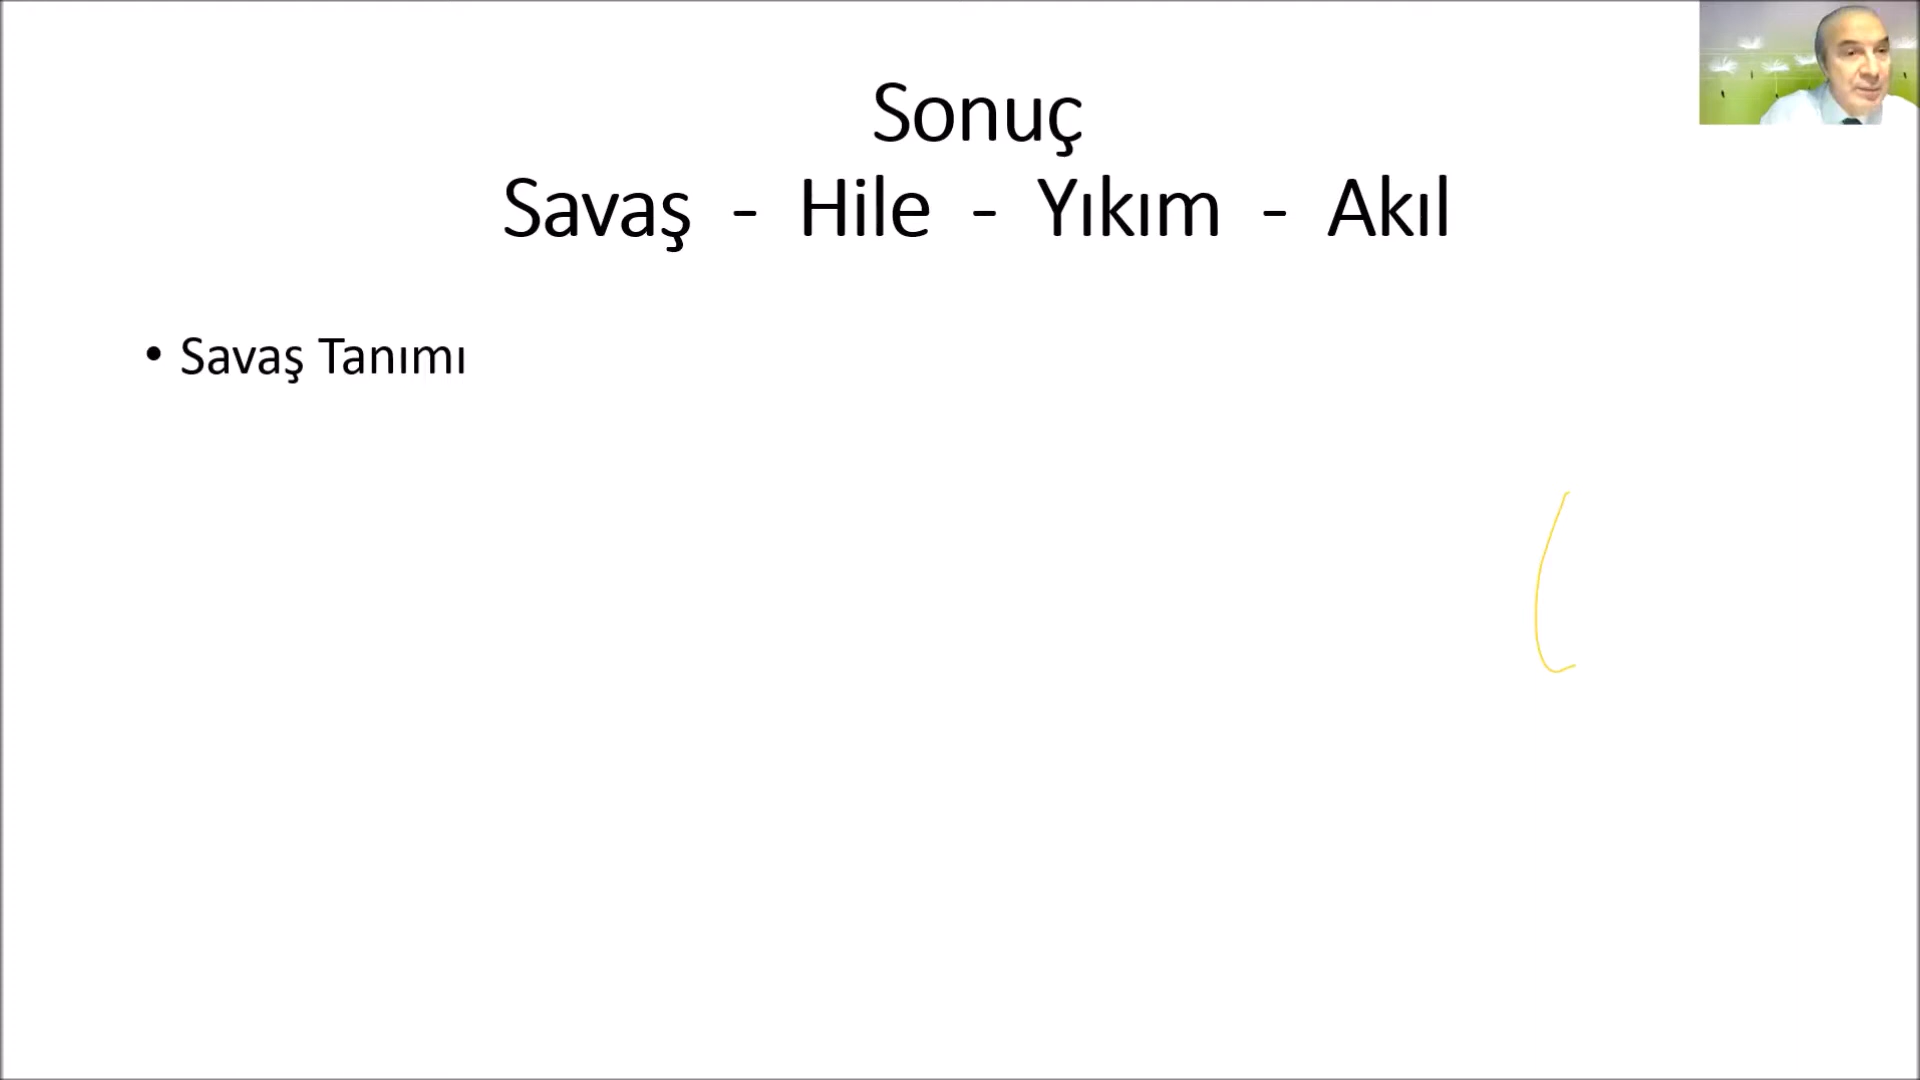 Sonuç
Savaş - Hile - Yıkım - Akıl
• Savaş Tanımı